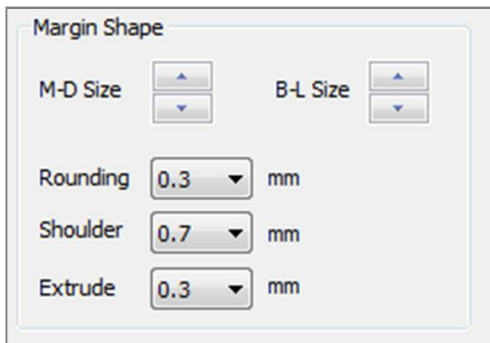 Margin Shape
M-D Size B-L Size
Rounding 0.3 mm
Shoulder 0.7 mm
Extrude 0.3 mm